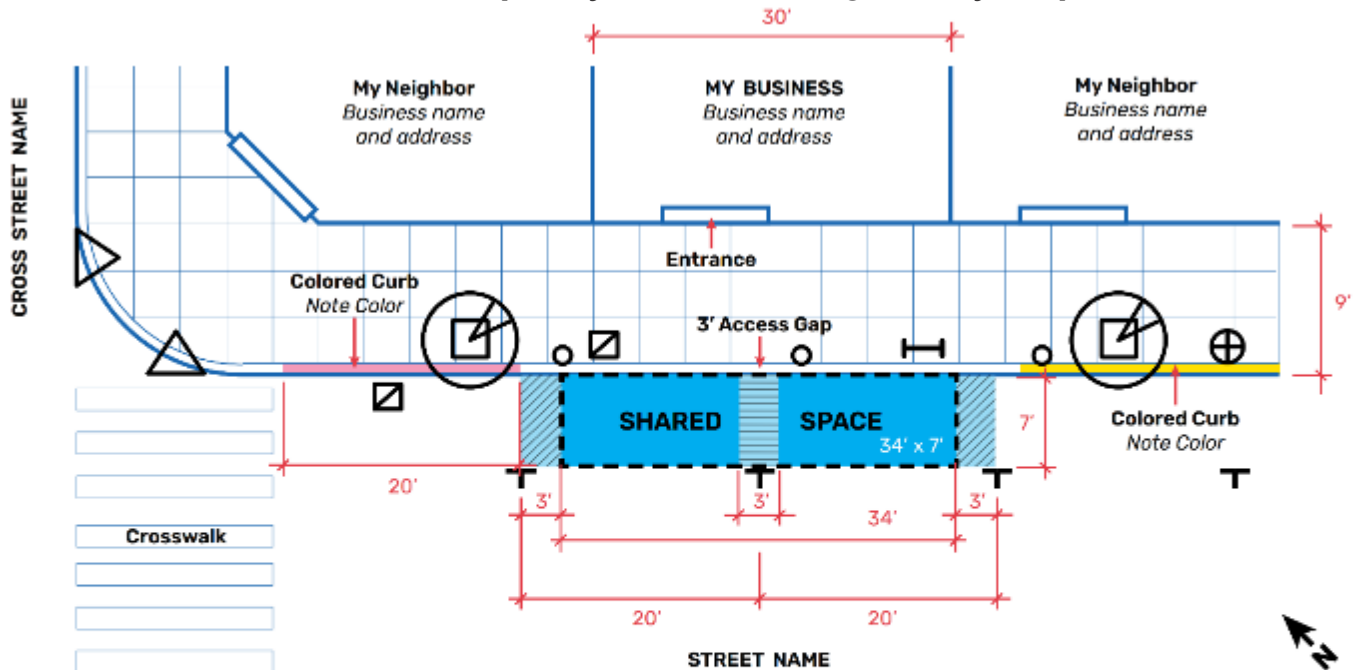 30'
CROSS STREET NAME
My Neighbor
Business name
and address
MY BUSINESS
Business name
and address
My Neighbor
Business name
and address
Entrance
Colored Curb
Note Color
3' Access Gap
9'
SHARED SPACE
34' x 7'
7'
Colored Curb
Note Color
20'
3'
3'
34'
3'
Crosswalk
20'
20'
STREET NAME
N